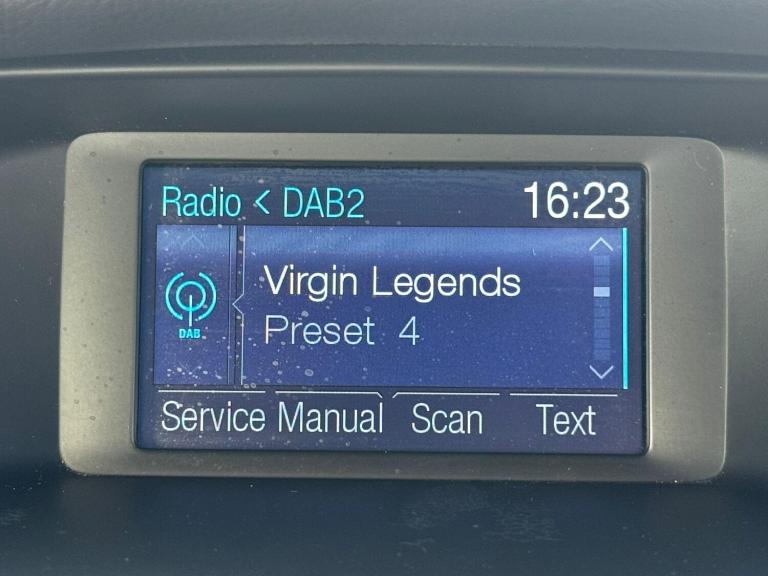 Radio < DAB2 16:23
DAB
Virgin Legends
Preset 4
Service Manual Scan Text